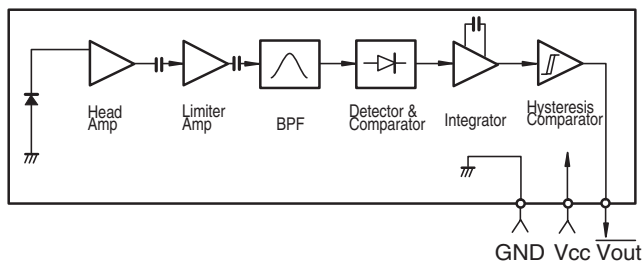 Head
Amp
Limiter
Amp
BPF
Detector &
Comparator
Integrator
Hysteresis
Comparator
GND Vcc Vout